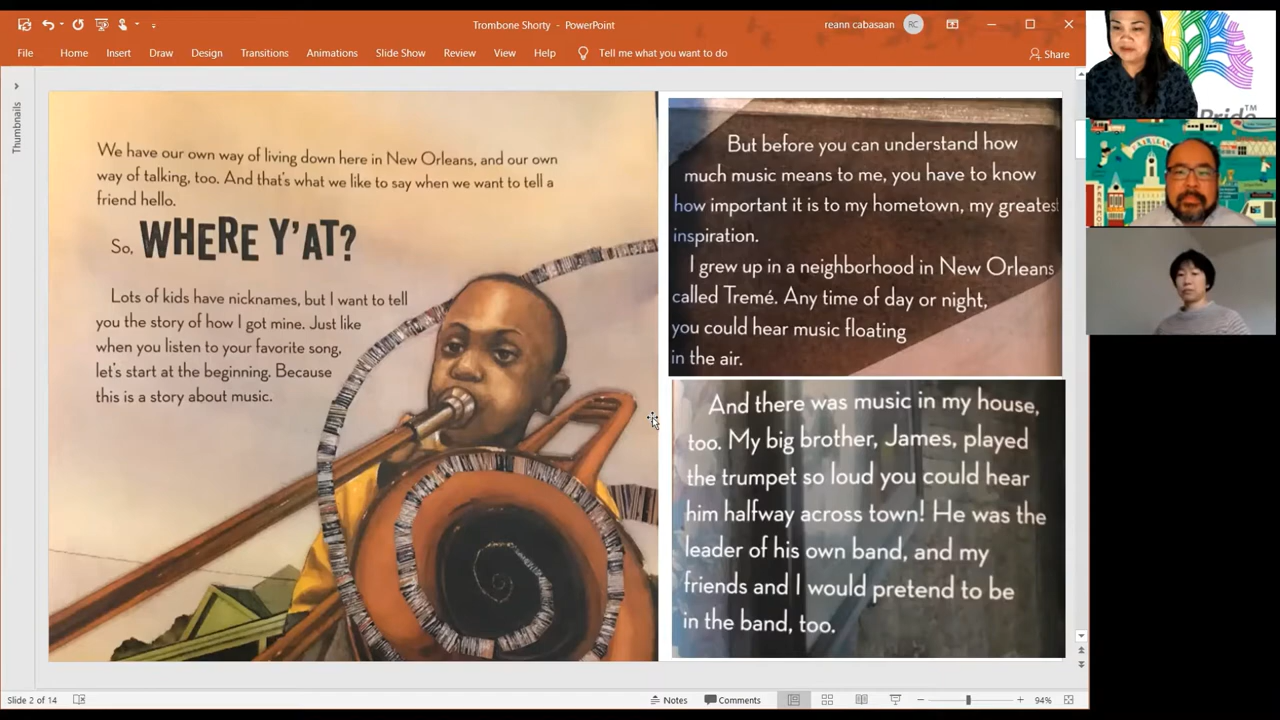 Trombone Shorty - PowerPoint
reann cabasaan
RC
File Home Insert Draw Design Transitions Animations Slide Show Review View Help Tell me what you want to do
Share
Thumbnails
We have our own way of living down here in New Orleans, and our own
way of talking, too. And that's what we like to say when we want to tell a
friend hello.
So, WHERE Y'AT?
Lots of kids have nicknames, but I want to tell
you the story of how I got mine. Just like
when you listen to your favorite song,
let's start at the beginning. Because
this is a story about music.
But before you can understand how
much music means to me, you have to know
how important it is to my hometown, my greatest
inspiration.
I grew up in a neighborhood in New Orleans
called Tremé. Any time of day or night,
you could hear music floating
in the air.
And there was music in my house,
too. My big brother, James, played
the trumpet so loud you could hear
him halfway across town! He was the
leader of his own band, and my
friends and I would pretend to be
in the band, too.
Pride™
Slide 2 of 14
Notes
Comments
94%